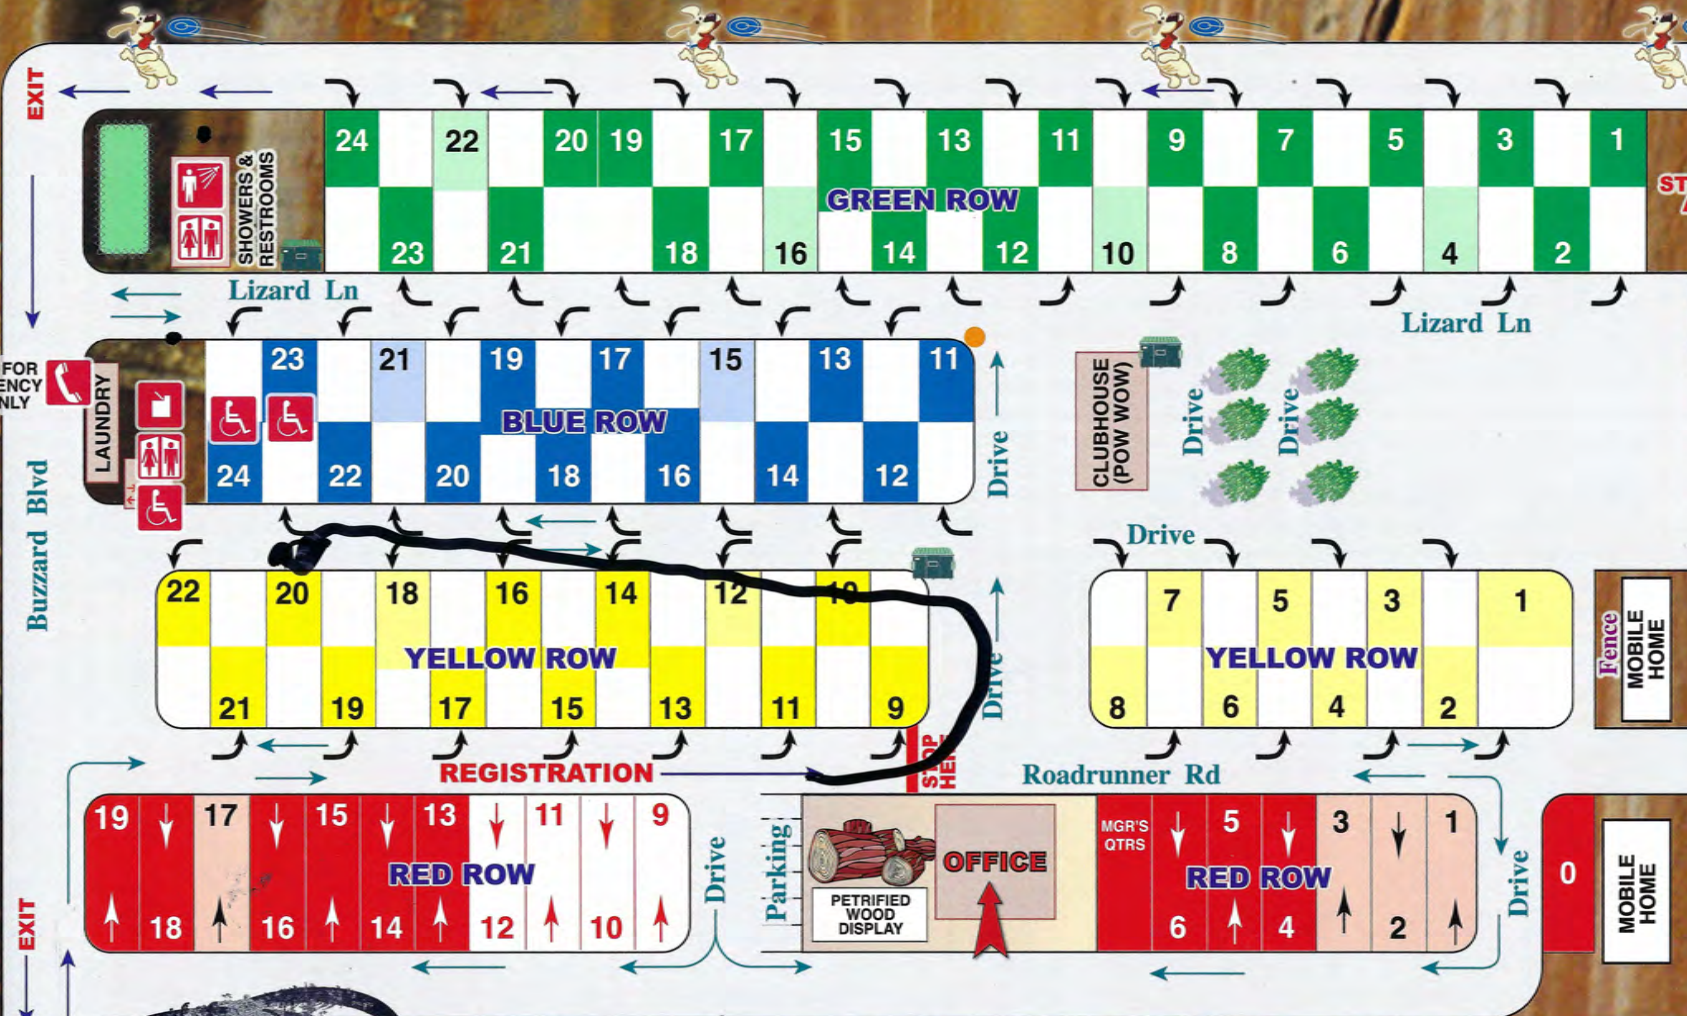 EXIT
24 22 20 19 17 15 13 11 9 7 5 3 1
SHOWERS &
RESTROOMS
GREEN ROW
23 21 18 16 14 12 10 8 6 4 2
Lizard Ln
Lizard Ln
FOR
NLY
LAUNDRY
23 21 19 17 15 13 11
BLUE ROW
24 22 20 18 16 14 12
Drive
CLUBHOUSE
(POW WOW)
Drive
Drive
Buzzard Blvd
Drive
22 20 18 16 14 12 10
YELLOW ROW
21 19 17 15 13 11 9
Drive
7 5 3 1
YELLOW ROW
8 6 4 2
Fence
MOBILE
HOME
REGISTRATION
STOP
HERE
Roadrunner Rd
19 17 15 13 11 9
RED ROW
18 16 14 12 10
Drive
Parking
PETRIFIED
WOOD
DISPLAY
OFFICE
MGR'S
QTRS
5 3 1
RED ROW
6 4 2
Drive
0
MOBILE
HOME
EXIT